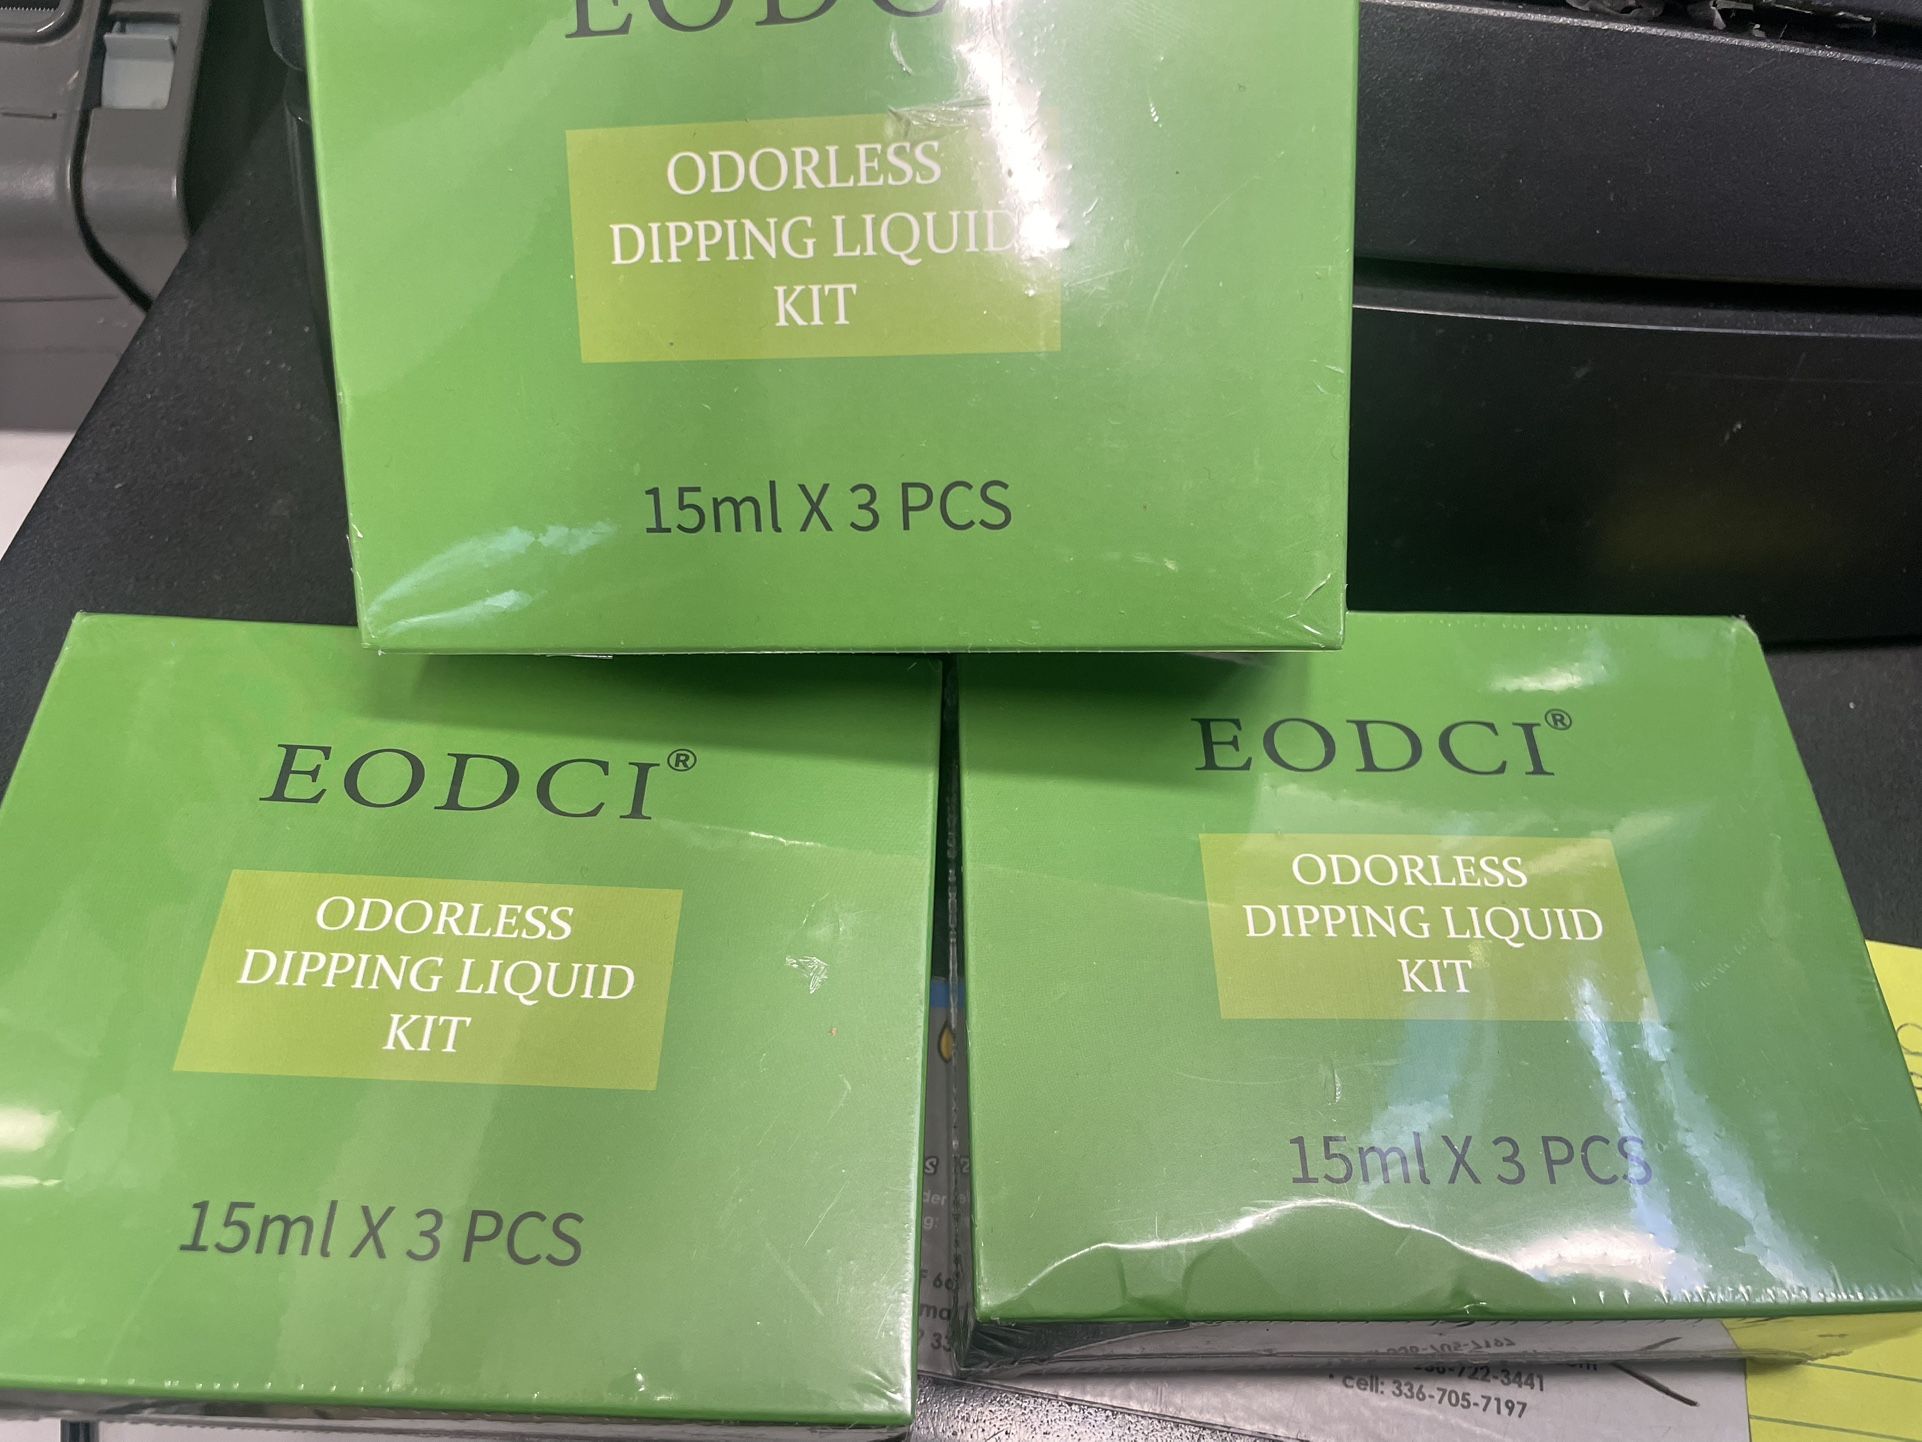 ODORLESS
DIPPING LIQUID
KIT
15ml X 3 PCS
EODCI®
ODORLESS
DIPPING LIQUID
KIT
15ml X 3 PCS
EODCI®
ODORLESS
DIPPING LIQUID
KIT
15ml X 3 PCS
cell: 336-705-7197